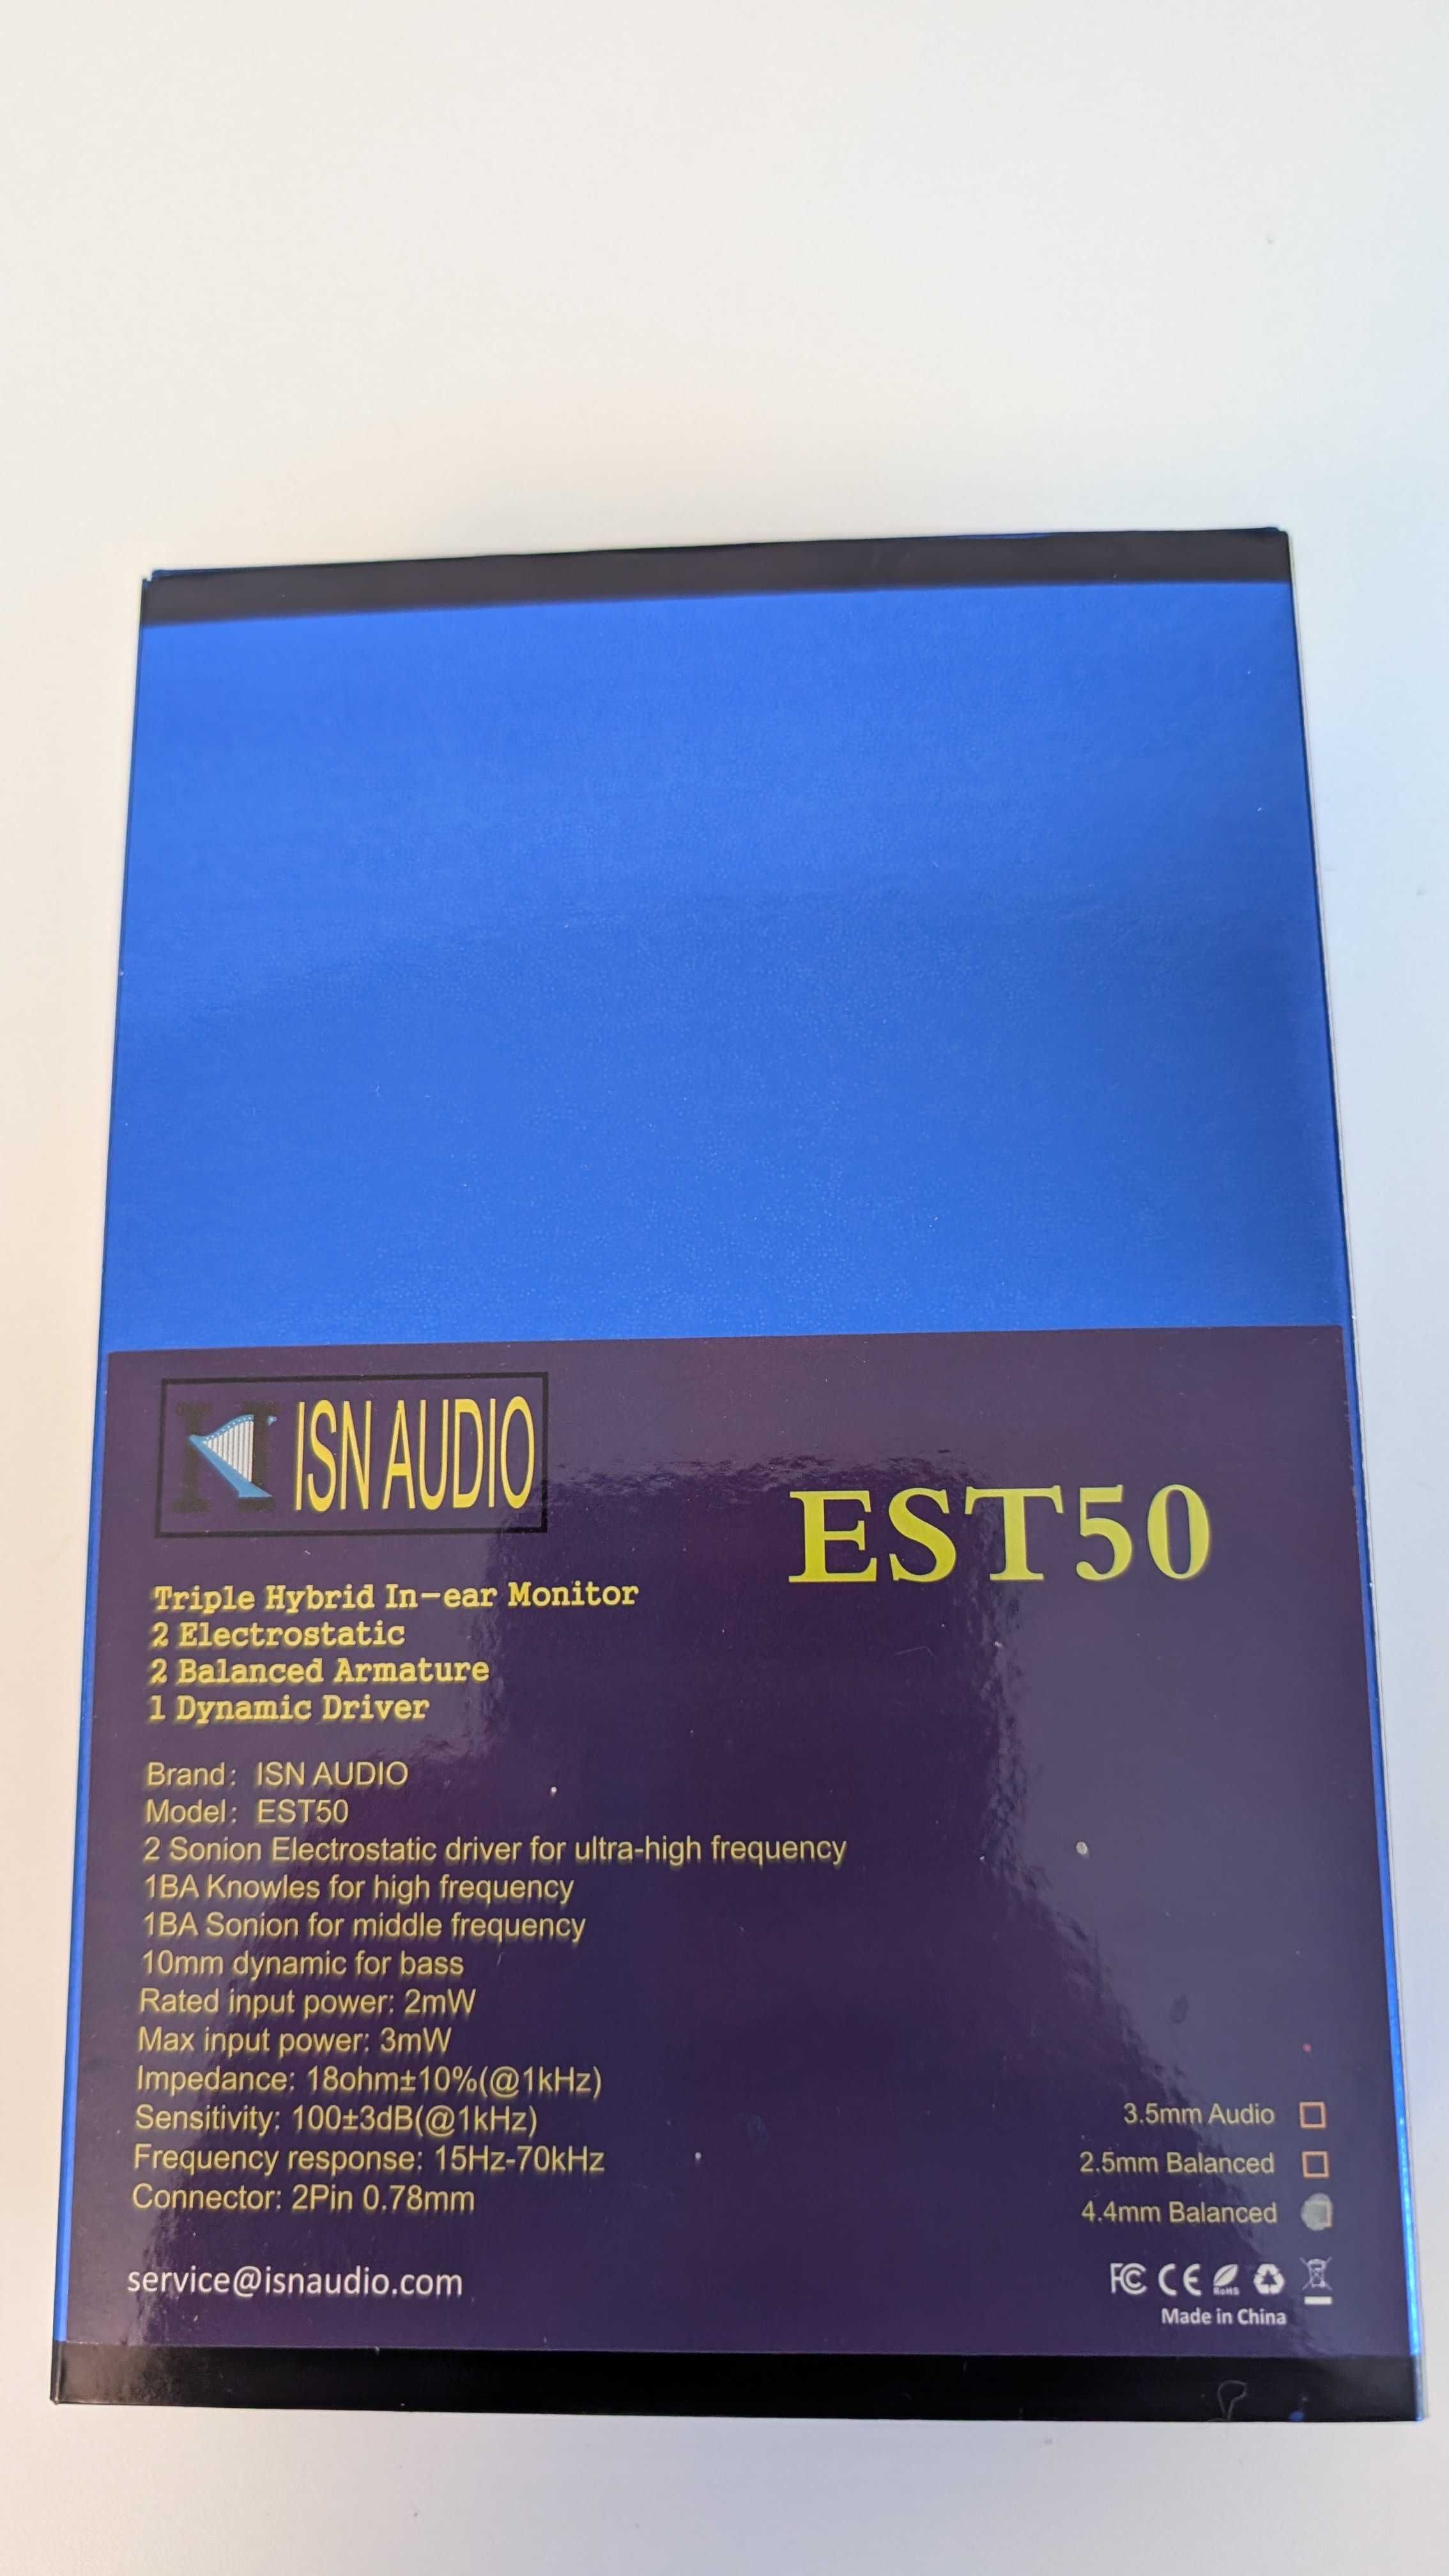 ISN AUDIO
EST50
Triple Hybrid In-ear Monitor
2 Electrostatic
2 Balanced Armature
1 Dynamic Driver
Brand: ISN AUDIO
Model: EST50
2 Sonion Electrostatic driver for ultra-high frequency
1BA Knowles for high frequency
1BA Sonion for middle frequency
10mm dynamic for bass
Rated input power: 2mW
Max input power: 3mW
Impedance: 18ohm±10%(@1kHz)
Sensitivity: 100±3dB(@1kHz)
Frequency response: 15Hz-70kHz
Connector: 2Pin 0.78mm
3.5mm Audio
2.5mm Balanced
4.4mm Balanced
service@isnaudio.com
FC CE RoHS
Made in China